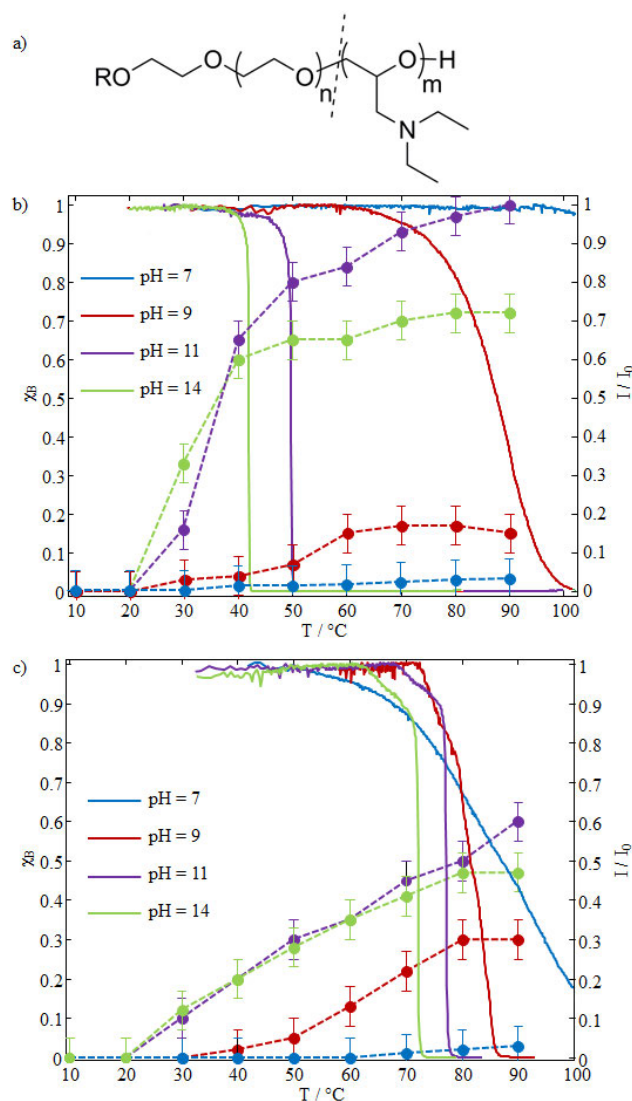 a)
RO O O n O H m
N
b)
1 1
0.9 0.9
0.8 0.8
pH = 7
0.7 0.7
pH = 9
0.6 0.6
pH = 11
χB 0.5 0.5 I / I0
pH = 14
0.4 0.4
0.3 0.3
0.2 0.2
0.1 0.1
0 0
10 20 30 40 50 60 70 80 90 100
T / °C
c)
1 1
0.9 0.9
0.8 0.8
pH = 7
0.7 0.7
pH = 9
0.6 0.6
pH = 11
χB 0.5 0.5 I / I0
pH = 14
0.4 0.4
0.3 0.3
0.2 0.2
0.1 0.1
0 0
10 20 30 40 50 60 70 80 90 100
T / °C